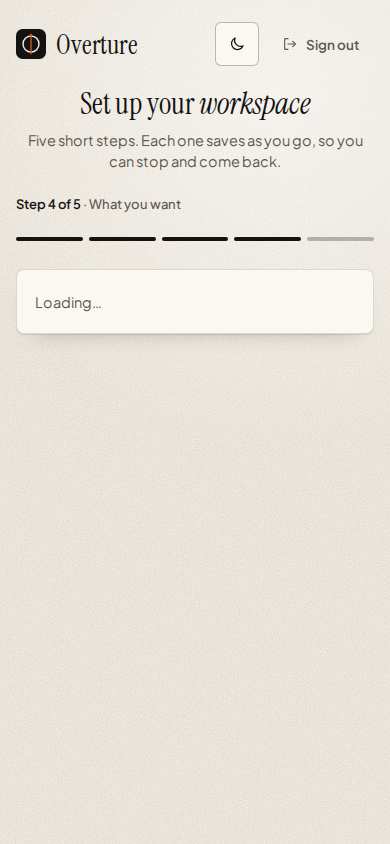 Overture
Sign out
Set up your workspace
Five short steps. Each one saves as you go, so you
can stop and come back.
Step 4 of 5 · What you want
Loading…